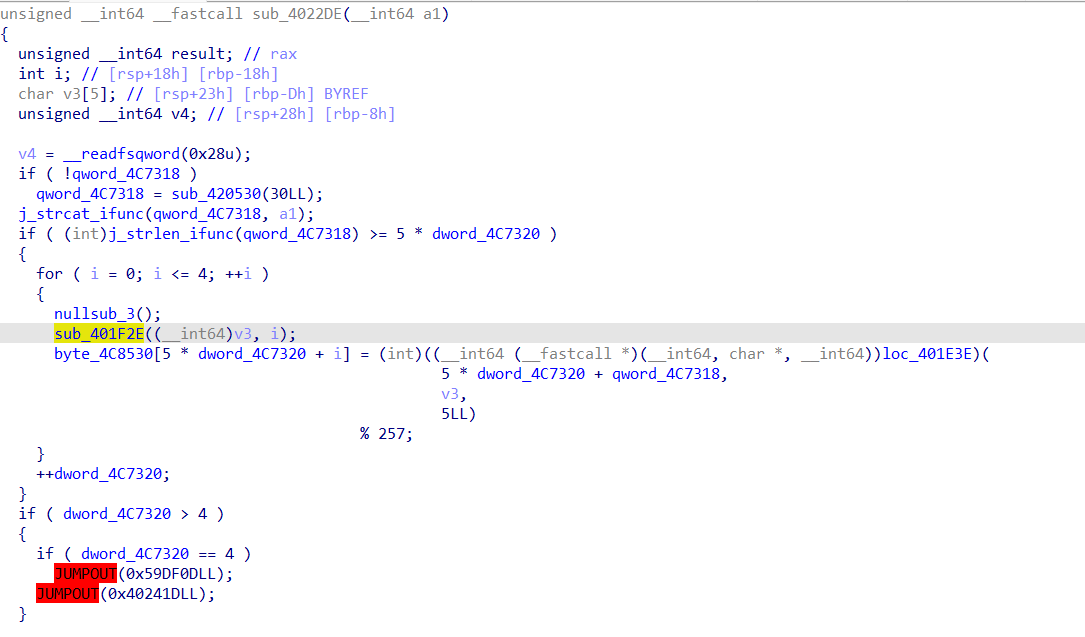 unsigned __int64 __fastcall sub_4022DE(__int64 a1)
{
unsigned __int64 result; // rax
int i; // [rsp+18h] [rbp-18h]
char v3[5]; // [rsp+23h] [rbp-Dh] BYREF
unsigned __int64 v4; // [rsp+28h] [rbp-8h]
v4 = __readfsqword(0x28u);
if ( !qword_4C7318 )
qword_4C7318 = sub_420530(30LL);
j_strcat_ifunc(qword_4C7318, a1);
if ( (int)j_strlen_ifunc(qword_4C7318) >= 5 * dword_4C7320 )
{
for ( i = 0; i <= 4; ++i )
{
nullsub_3();
sub_401F2E((__int64)v3, i);
byte_4C8530[5 * dword_4C7320 + i] = (int)((__int64 (__fastcall *)(__int64, char *, __int64))loc_401E3E)(
5 * dword_4C7320 + qword_4C7318,
v3,
5LL)
% 257;
}
++dword_4C7320;
}
if ( dword_4C7320 > 4 )
{
if ( dword_4C7320 == 4 )
JUMPOUT(0x59DF0DLL);
JUMPOUT(0x40241DLL);
}